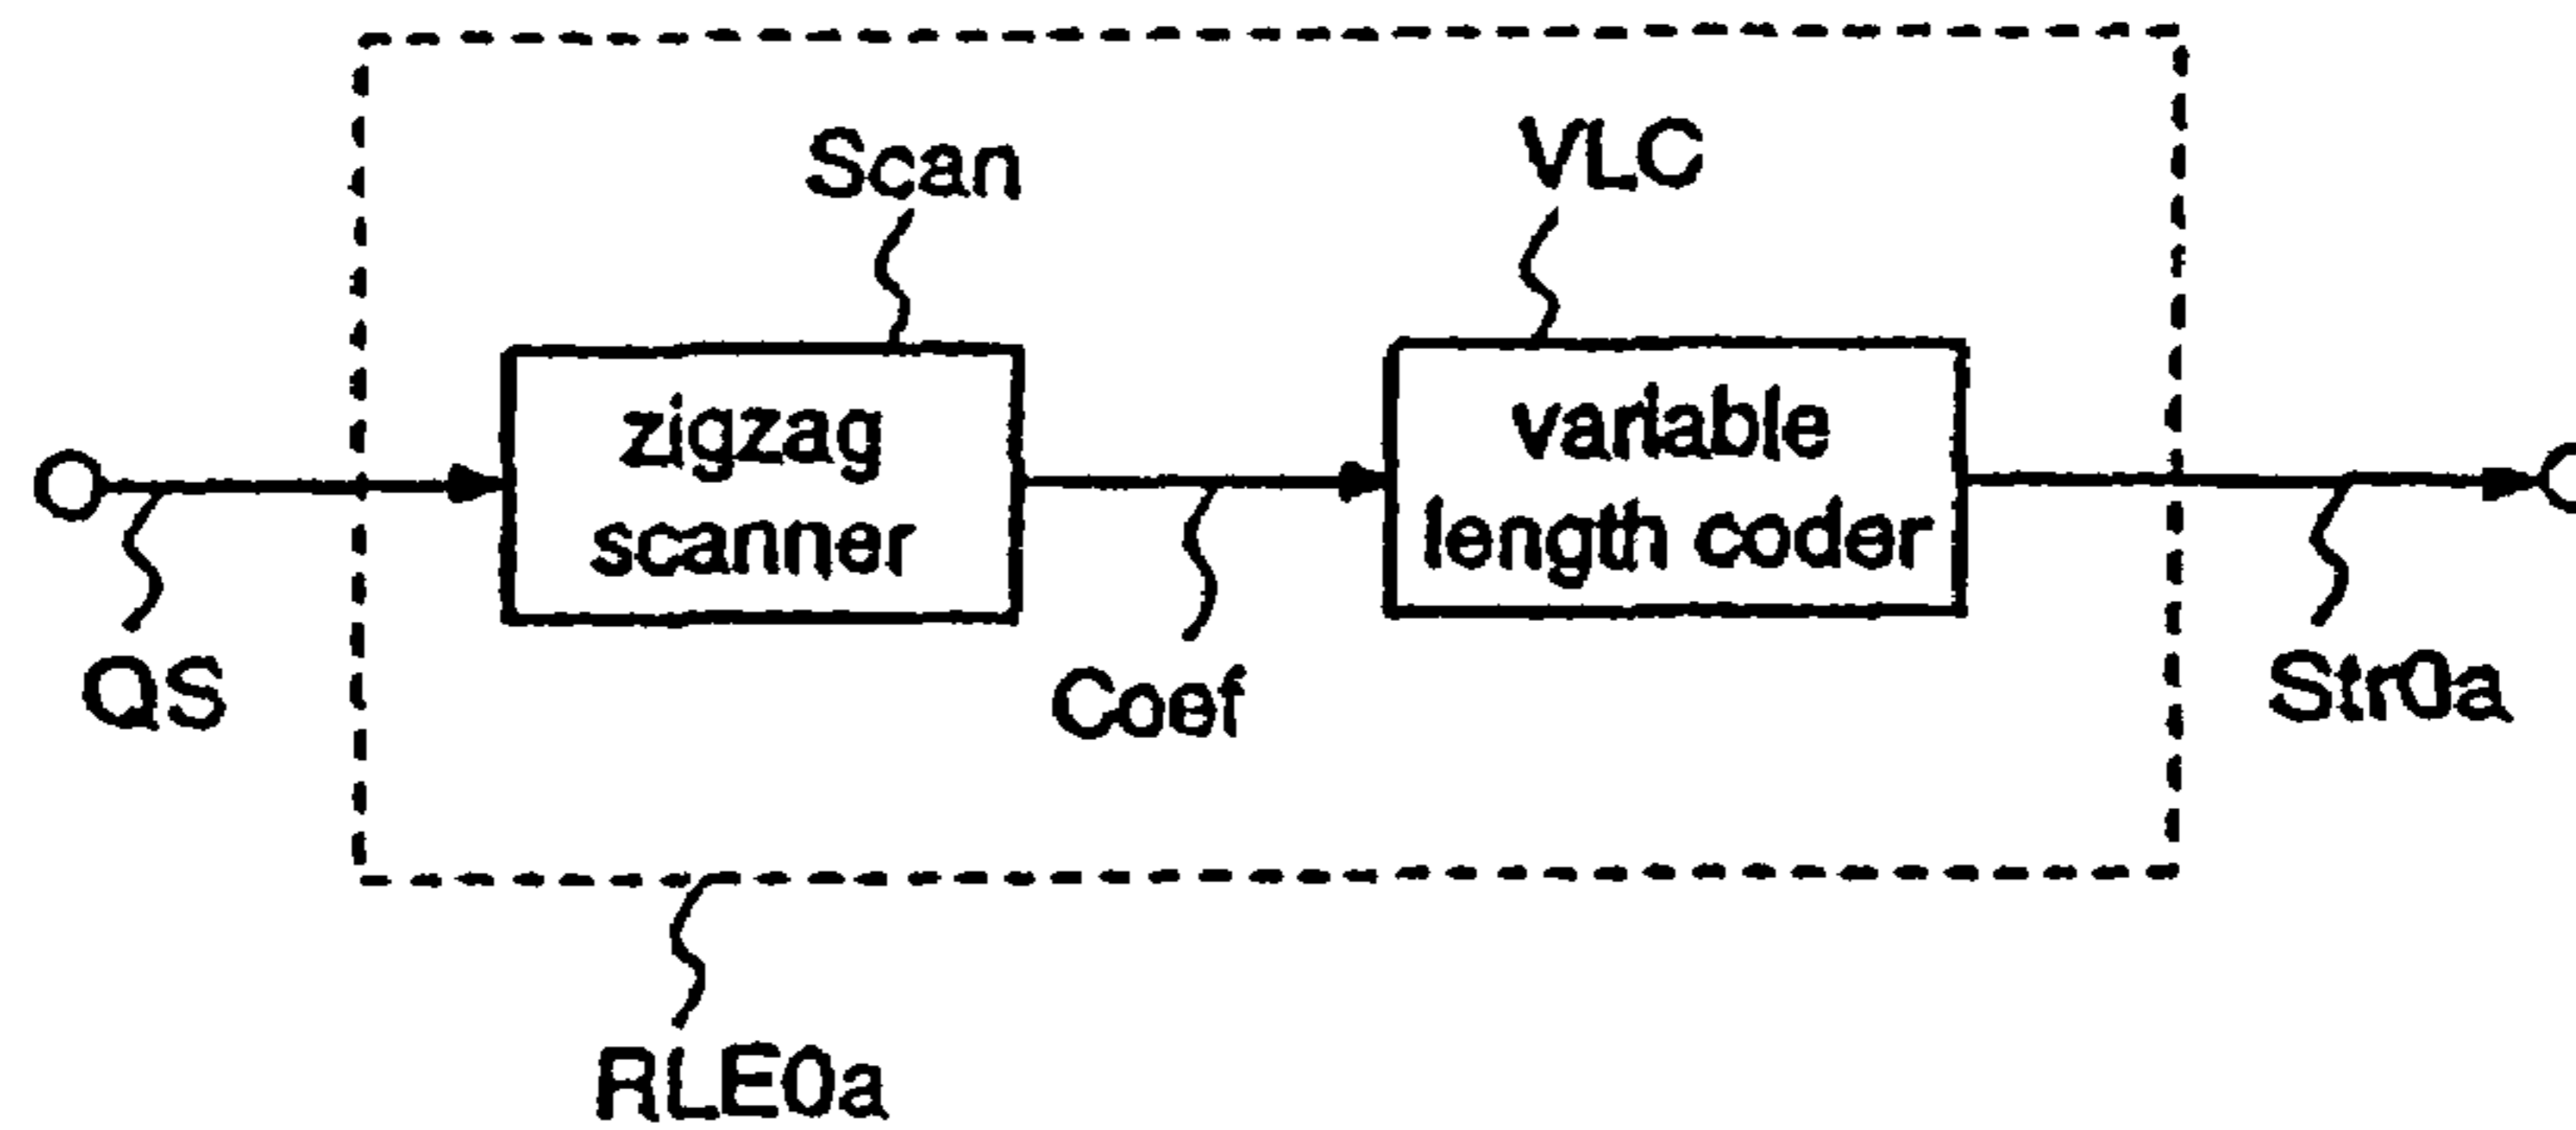 Scan
VLC
zigzag
scanner
variable
length coder
QS
Coef
Str0a
RLE0a